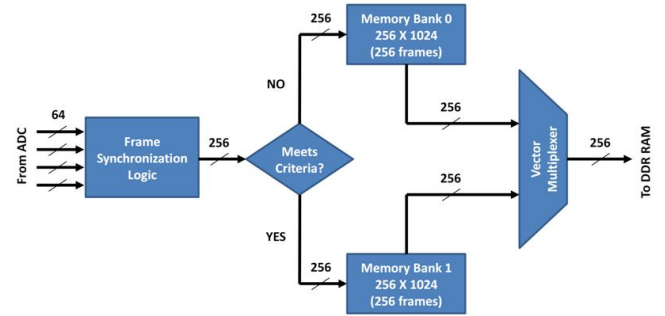 256
Memory Bank 0
256 X 1024
(256 frames)
NO
64
From ADC
Frame
Synchronization
Logic
256
Meets
Criteria?
256
256
Vector
Multiplexer
256
To DDR RAM
YES
256
Memory Bank 1
256 X 1024
(256 frames)